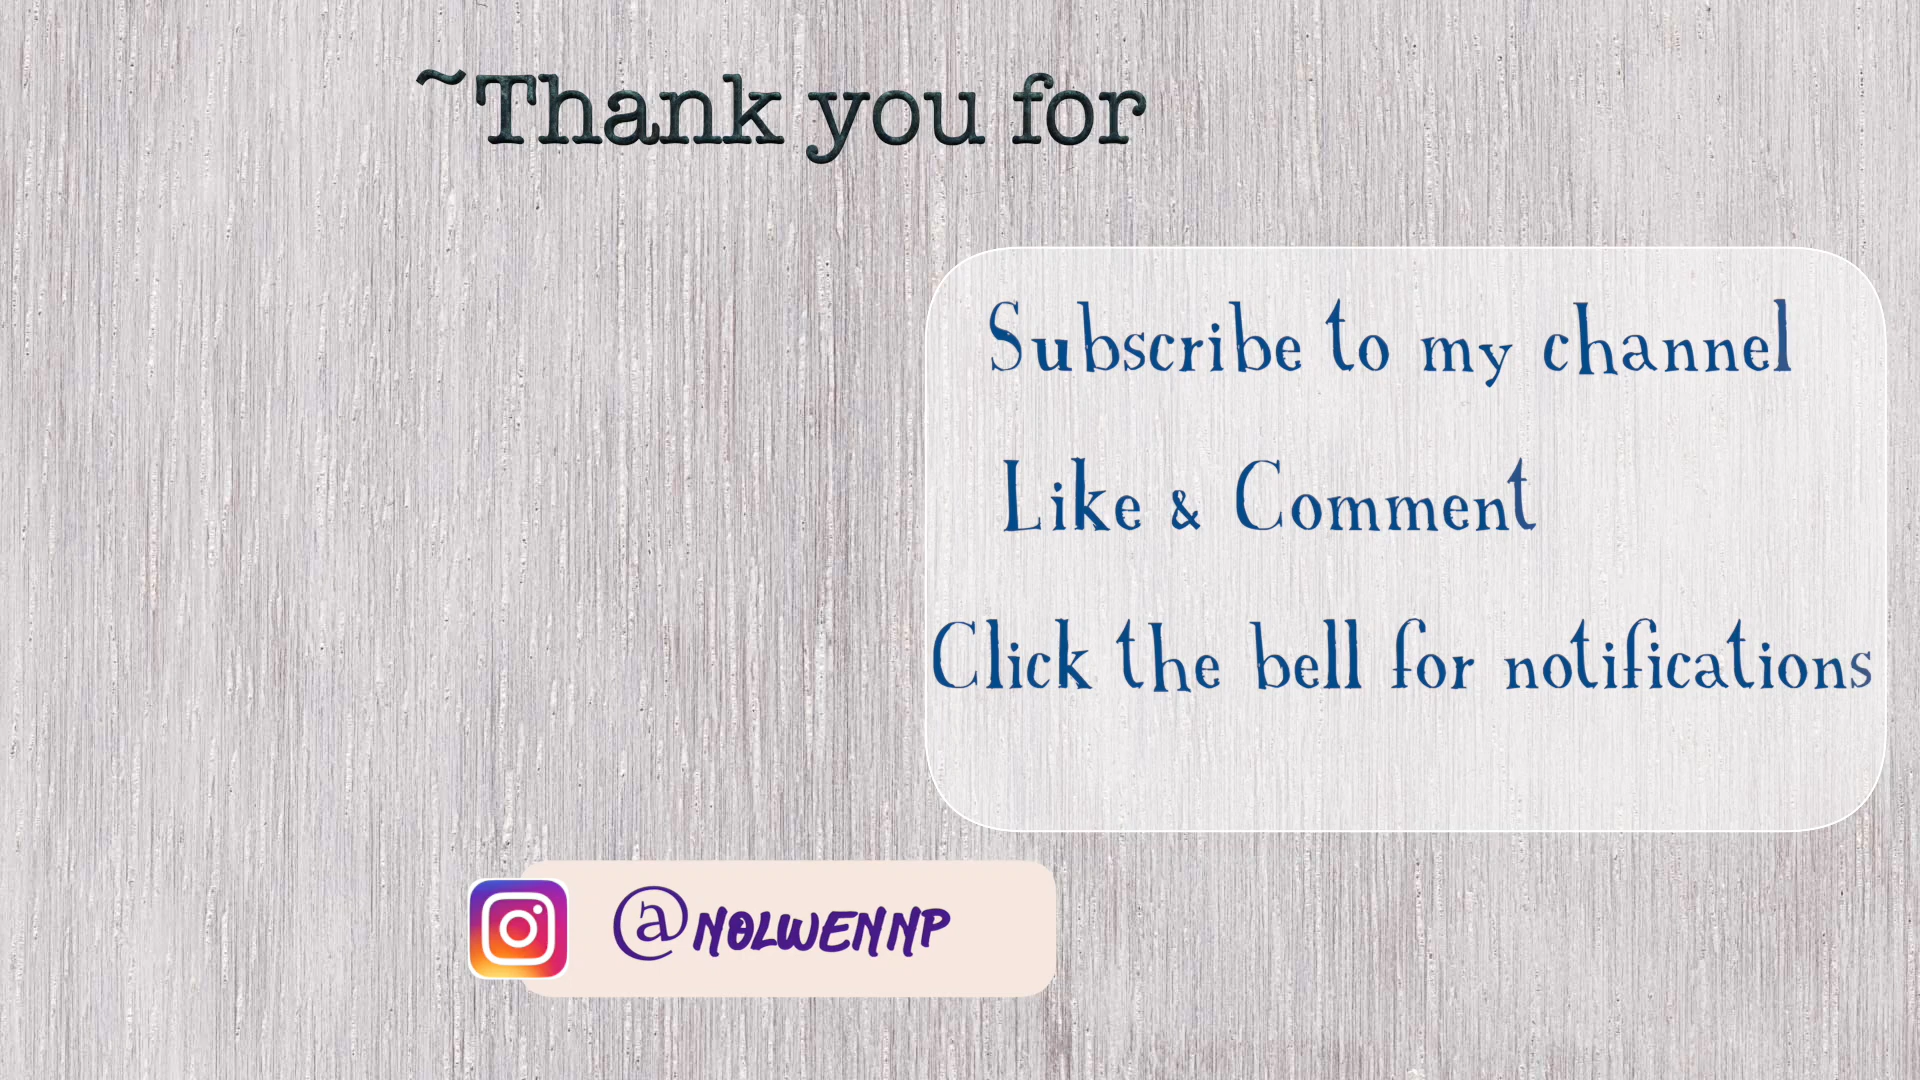 ~Thank you for
Subscribe to my channel
Like & Comment
Click the bell for notifications
@NOLWENNP